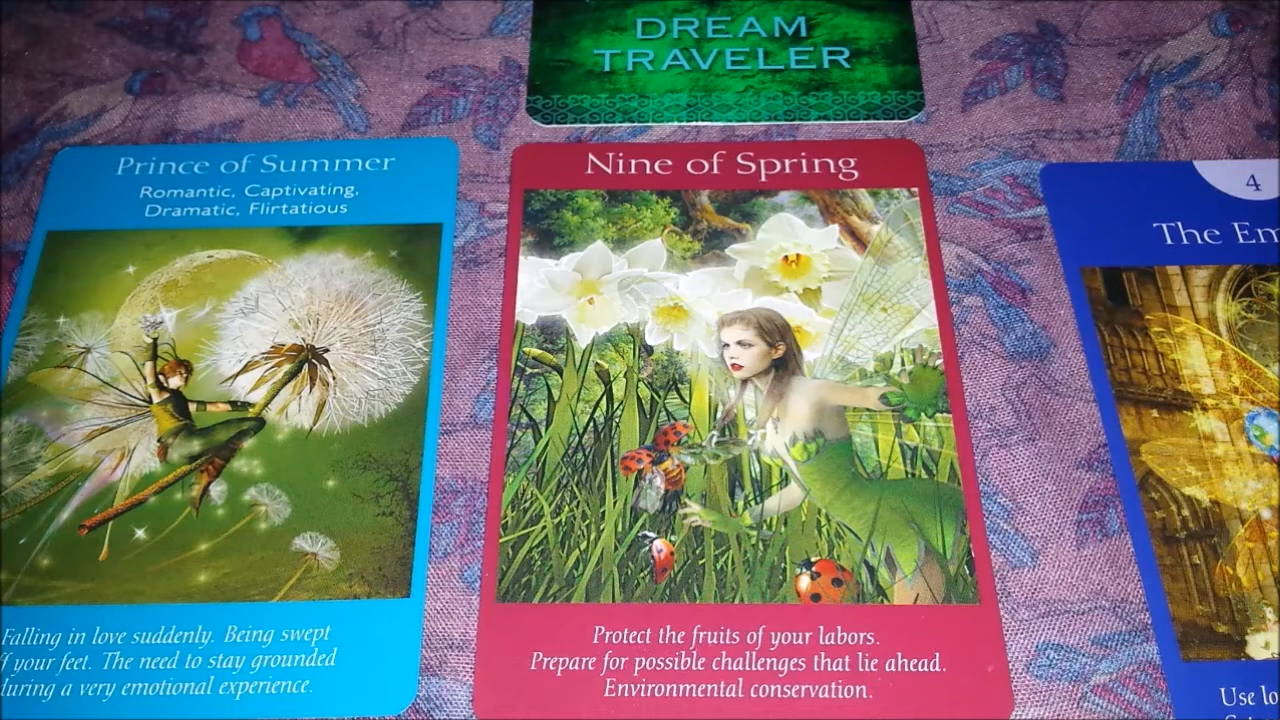 DREAM
TRAVELER
Prince of Summer
Romantic, Captivating,
Dramatic, Flirtatious
Falling in love suddenly. Being swept
your feet. The need to stay grounded
during a very emotional experience.
Nine of Spring
Protect the fruits of your labors.
Prepare for possible challenges that lie ahead.
Environmental conservation.
4
The Em
Use lo